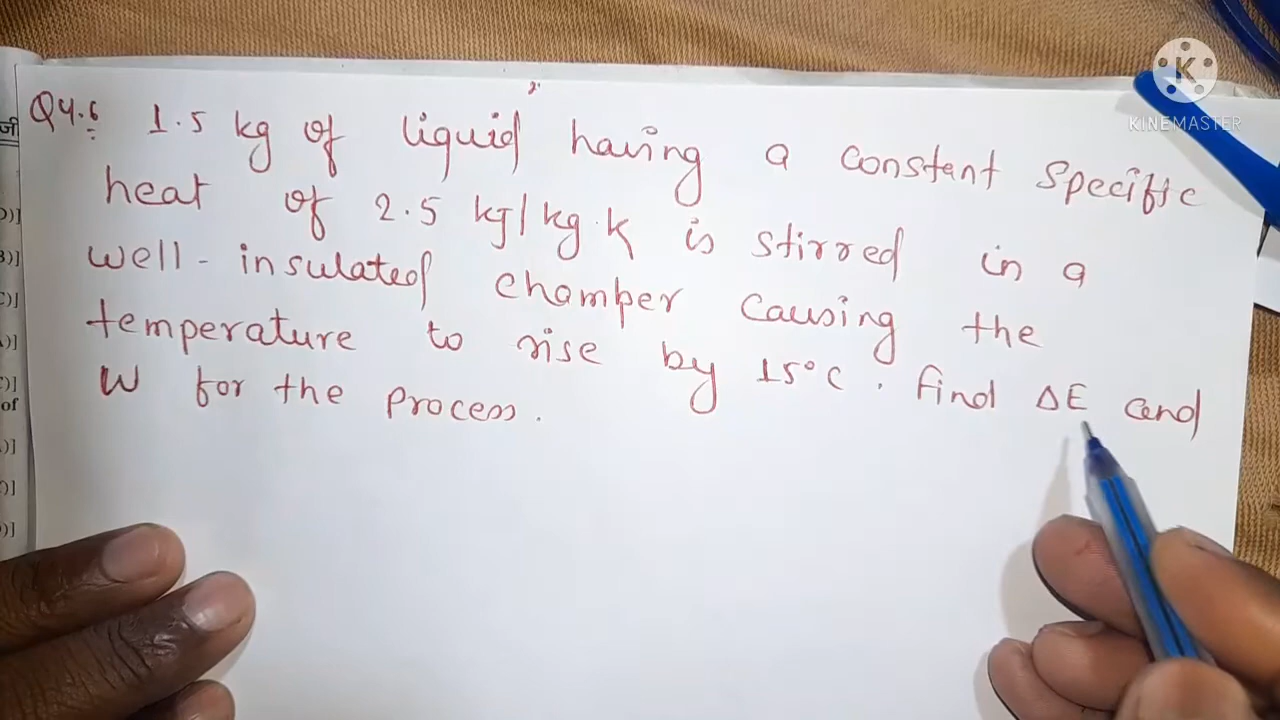 Q4.6 1.5 kg of liquid having a constant specific
heat of 2.5 kJ/kg.K is stirred in a
well-insulated chamber causing the
temperature to rise by 15°C. find ΔE and
W for the process.
K
KINEMASTER
of